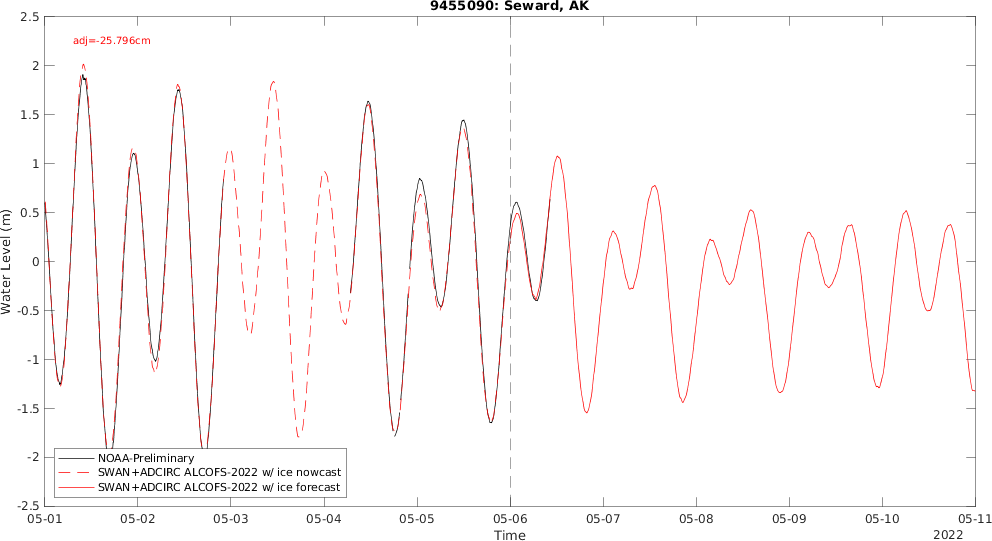 9455090: Seward, AK
adj=-25.796cm
2.5
2
1.5
1
0.5
0
-0.5
-1
-1.5
-2
-2.5
Water Level (m)
NOAA-Preliminary
SWAN+ADCIRC ALCOFS-2022 w/ ice nowcast
SWAN+ADCIRC ALCOFS-2022 w/ ice forecast
05-01 05-02 05-03 05-04 05-05 05-06 05-07 05-08 05-09 05-10 05-11
Time
2022